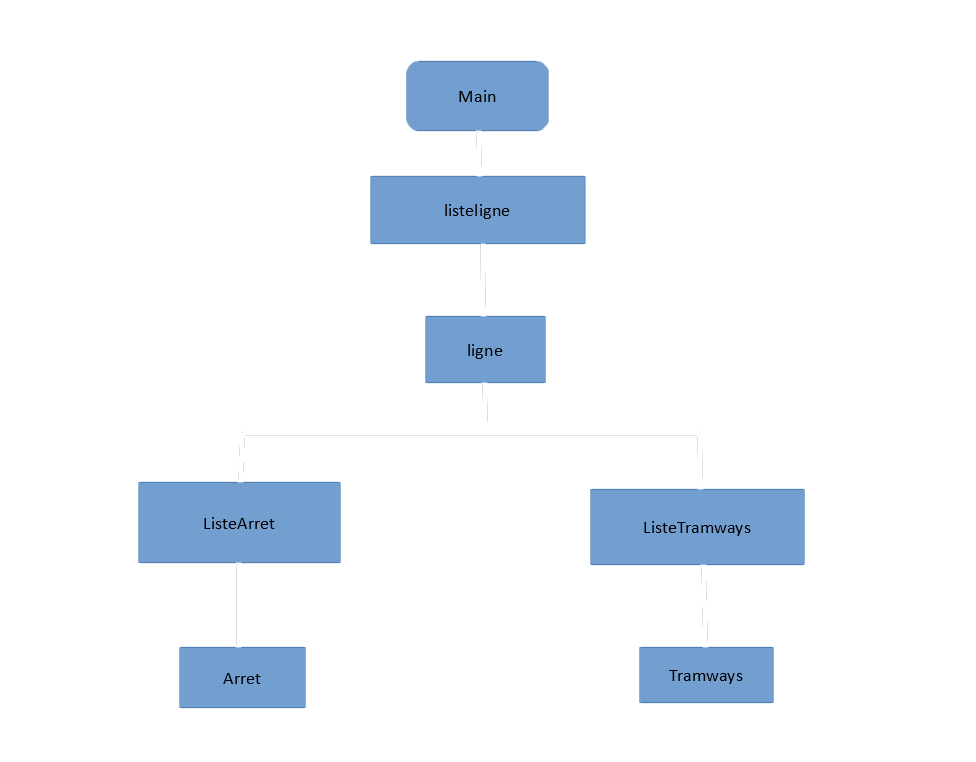 Main
listeligne
ligne
ListeArret
ListeTramways
Arret
Tramways